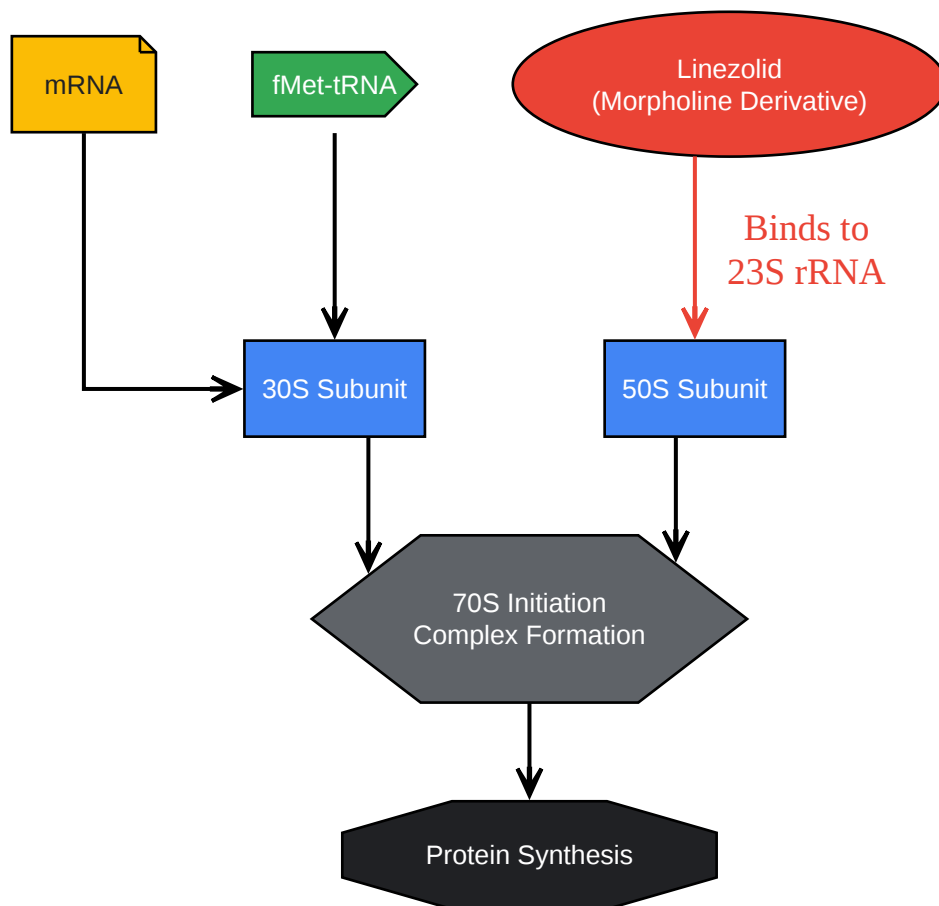 mRNA
fMet-tRNA
Linezolid
(Morpholine Derivative)
Binds to
23S rRNA
30S Subunit
50S Subunit
70S Initiation
Complex Formation
Protein Synthesis